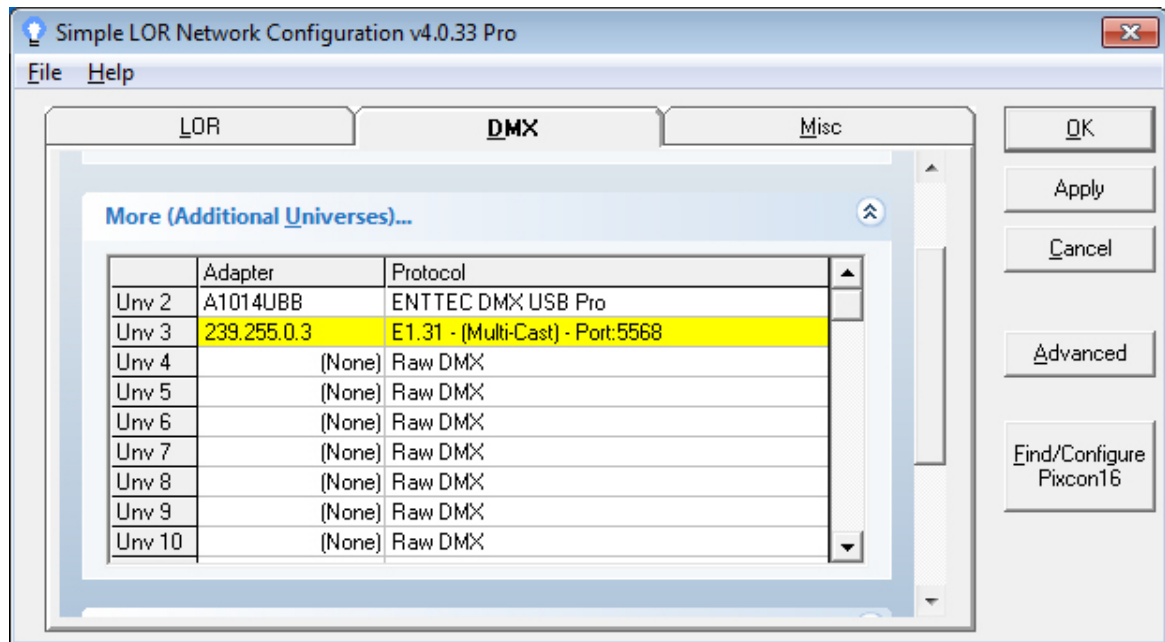 Simple LOR Network Configuration v4.0.33 Pro
File Help
LOR DMX Misc
OK
Apply
Cancel
Advanced
Find/Configure
Pixcon16
More (Additional Universes)...
Adapter Protocol
Unv 2 A1014UBB ENTTEC DMX USB Pro
Unv 3 239.255.0.3 E1.31 - (Multi-Cast) - Port:5568
Unv 4 (None) Raw DMX
Unv 5 (None) Raw DMX
Unv 6 (None) Raw DMX
Unv 7 (None) Raw DMX
Unv 8 (None) Raw DMX
Unv 9 (None) Raw DMX
Unv 10 (None) Raw DMX